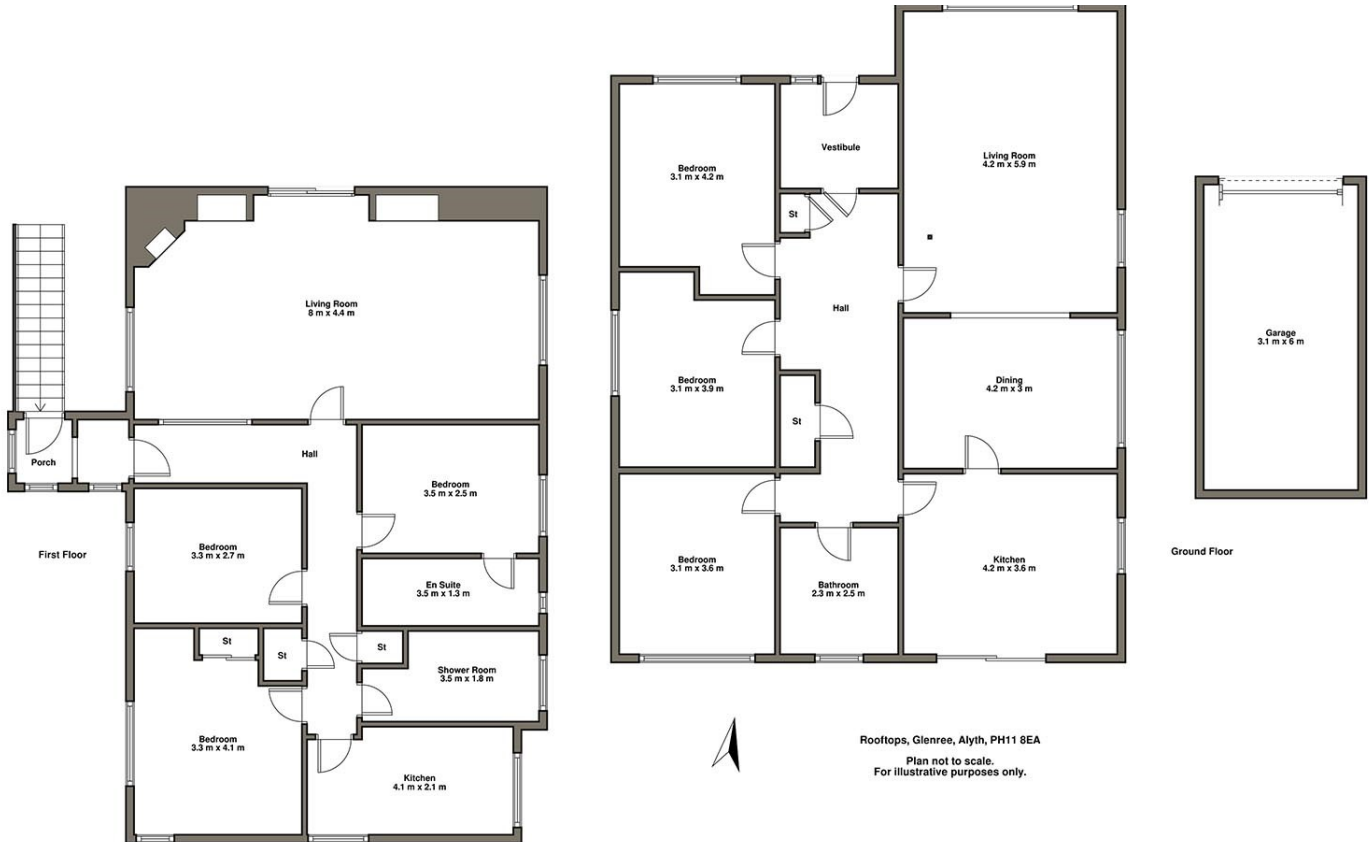 Living Room
8 m x 4.4 m
Porch
Hall
Bedroom
3.5 m x 2.5 m
First Floor
Bedroom
3.3 m x 2.7 m
En Suite
3.5 m x 1.3 m
St
St
St
Shower Room
3.5 m x 1.8 m
Bedroom
3.3 m x 4.1 m
Kitchen
4.1 m x 2.1 m
Bedroom
3.1 m x 4.2 m
Vestibule
Living Room
4.2 m x 5.9 m
St
Hall
Bedroom
3.1 m x 3.9 m
Dining
4.2 m x 3 m
St
Bedroom
3.1 m x 3.6 m
Bathroom
2.3 m x 2.5 m
Kitchen
4.2 m x 3.6 m
Garage
3.1 m x 6 m
Ground Floor
Rooftops, Glenree, Alyth, PH11 8EA
Plan not to scale.
For illustrative purposes only.